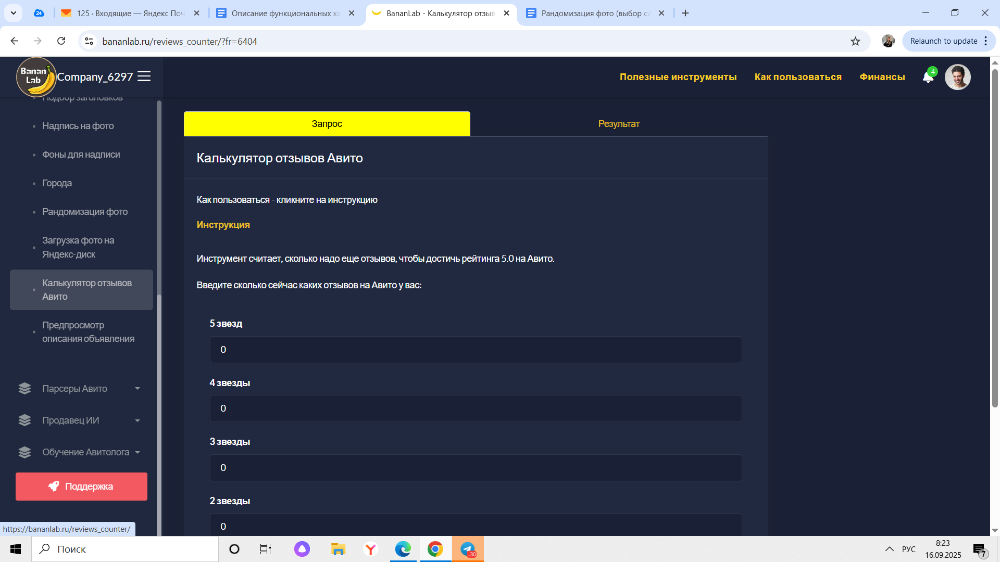 24
125 · Входящие — Яндекс Поч
Описание функциональных ха
BananLab - Калькулятор отзыв
Рандомизация фото (выбор сл
bananlab.ru/reviews_counter/?fr=6404
Relaunch to update
Banan Lab
Company_6297
Полезные инструменты
Как пользоваться
Финансы
4
Подбор заголовков
Надпись на фото
Фоны для надписи
Города
Рандомизация фото
Загрузка фото на
Яндекс-диск
Калькулятор отзывов
Авито
Предпросмотр
описания объявления
Парсеры Авито
Продавец ИИ
Обучение Авитолога
Поддержка
https://bananlab.ru/reviews_counter/
Запрос
Результат
Калькулятор отзывов Авито
Как пользоваться - кликните на инструкцию
Инструкция
Инструмент считает, сколько надо еще отзывов, чтобы достичь рейтинга 5.0 на Авито.
Введите сколько сейчас каких отзывов на Авито у вас:
5 звезд
0
4 звезды
0
3 звезды
0
2 звезды
0
Поиск
..30
РУС
8:23
16.09.2025
7